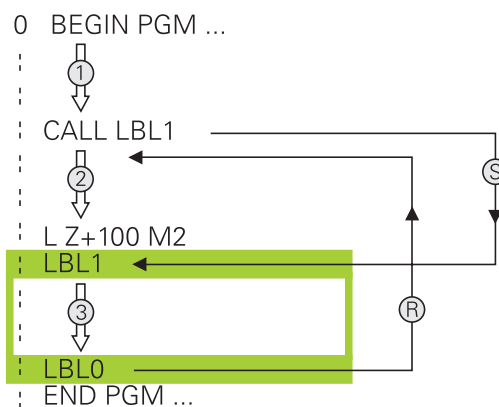 0 BEGIN PGM ...
1
CALL LBL1
S
2
L Z+100 M2
LBL1
3
R
LBL0
END PGM ...